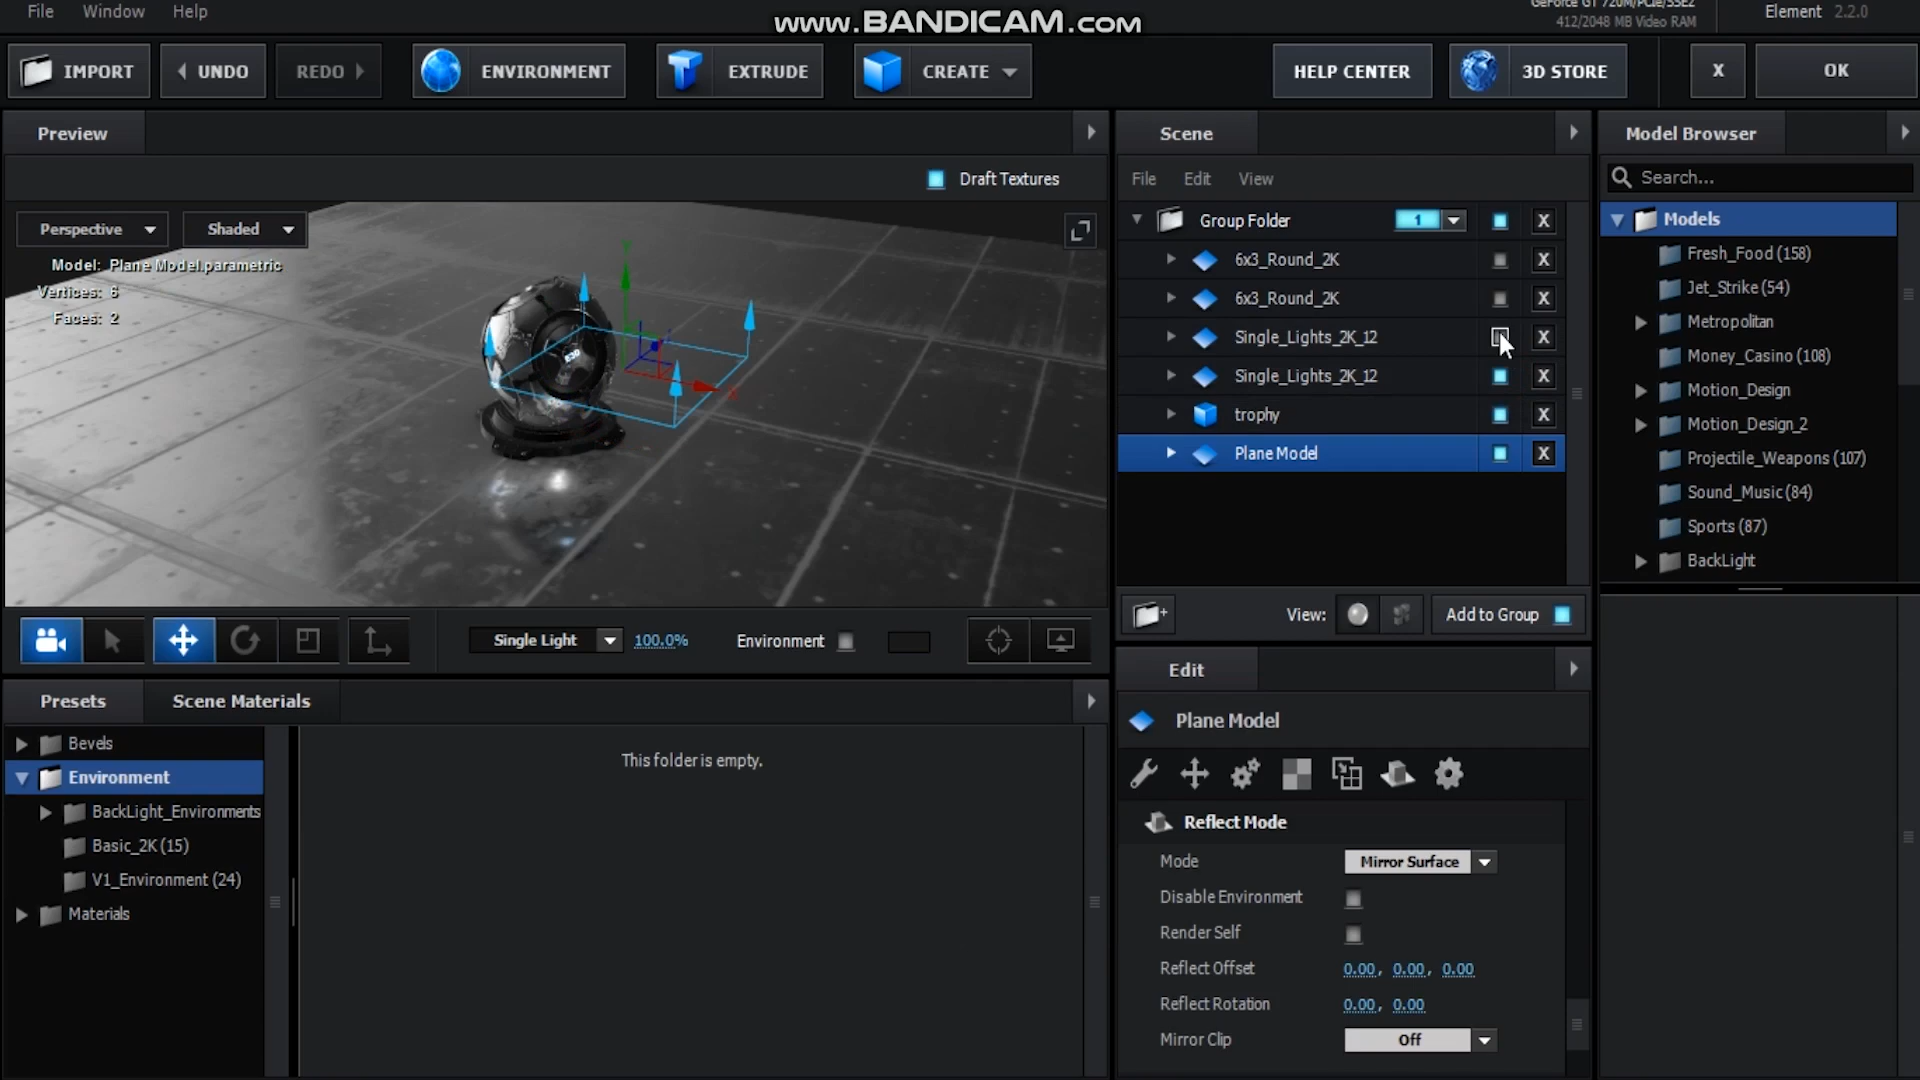 File Window Help
www.BANDICAM.com
GeForce GT 720M/PCIe/SSE2
412/2048 MB Video RAM
Element 2.2.0
IMPORT
UNDO
REDO
ENVIRONMENT
EXTRUDE
CREATE
HELP CENTER
3D STORE
X
OK
Preview
Draft Textures
Perspective
Shaded
Model: Plane Model.parametric
Vertices: 6
Faces: 2
E3D
Y
X
Single Light
100.0%
Environment
Presets
Scene Materials
Bevels
Environment
BackLight_Environments
Basic_2K (15)
V1_Environment (24)
Materials
This folder is empty.
Scene
File Edit View
Group Folder 1 X
6x3_Round_2K X
6x3_Round_2K X
Single_Lights_2K_12 X
Single_Lights_2K_12 X
trophy X
Plane Model X
View:
Add to Group
Edit
Plane Model
Reflect Mode
Mode Mirror Surface
Disable Environment
Render Self
Reflect Offset 0.00, 0.00, 0.00
Reflect Rotation 0.00, 0.00
Mirror Clip Off
Model Browser
Search...
Models
Fresh_Food (158)
Jet_Strike (54)
Metropolitan
Money_Casino (108)
Motion_Design
Motion_Design_2
Projectile_Weapons (107)
Sound_Music (84)
Sports (87)
BackLight